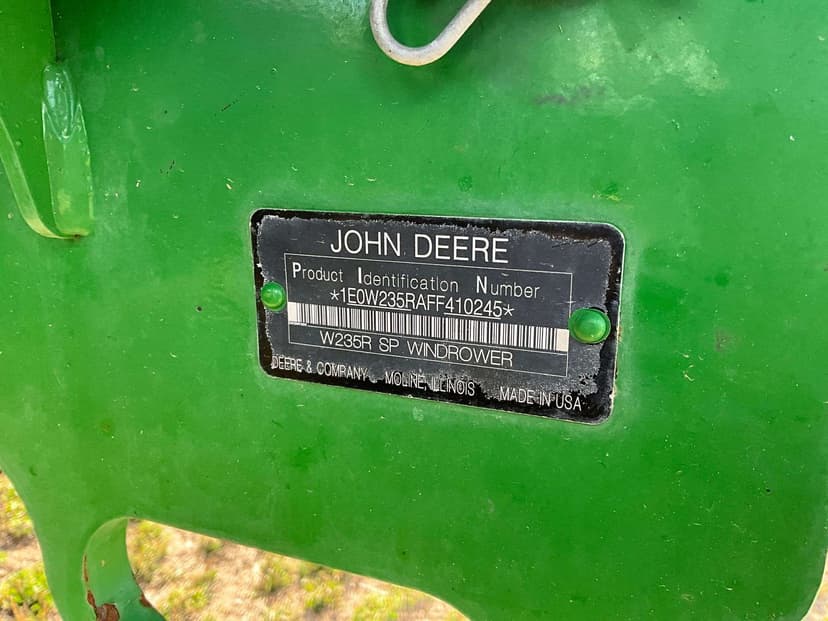 JOHN DEERE
Product Identification Number
*1E0W235RAFF410245*
W235R SP WINDROWER
DEERE & COMPANY MOLINE, ILLINOIS MADE IN USA